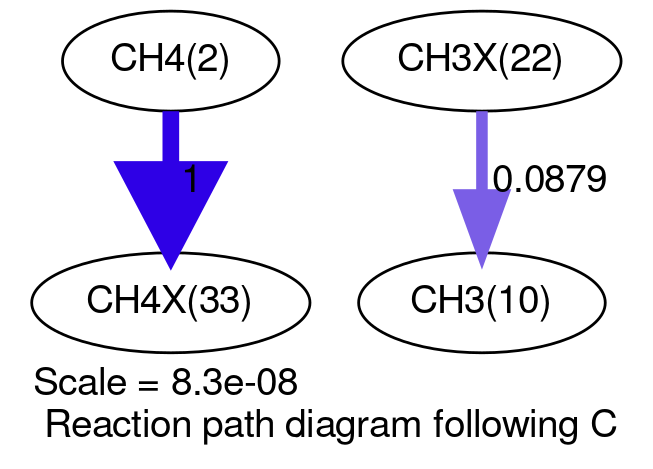 CH4(2)
CH3X(22)
1
0.0879
CH4X(33)
CH3(10)
Scale = 8.3e-08
Reaction path diagram following C